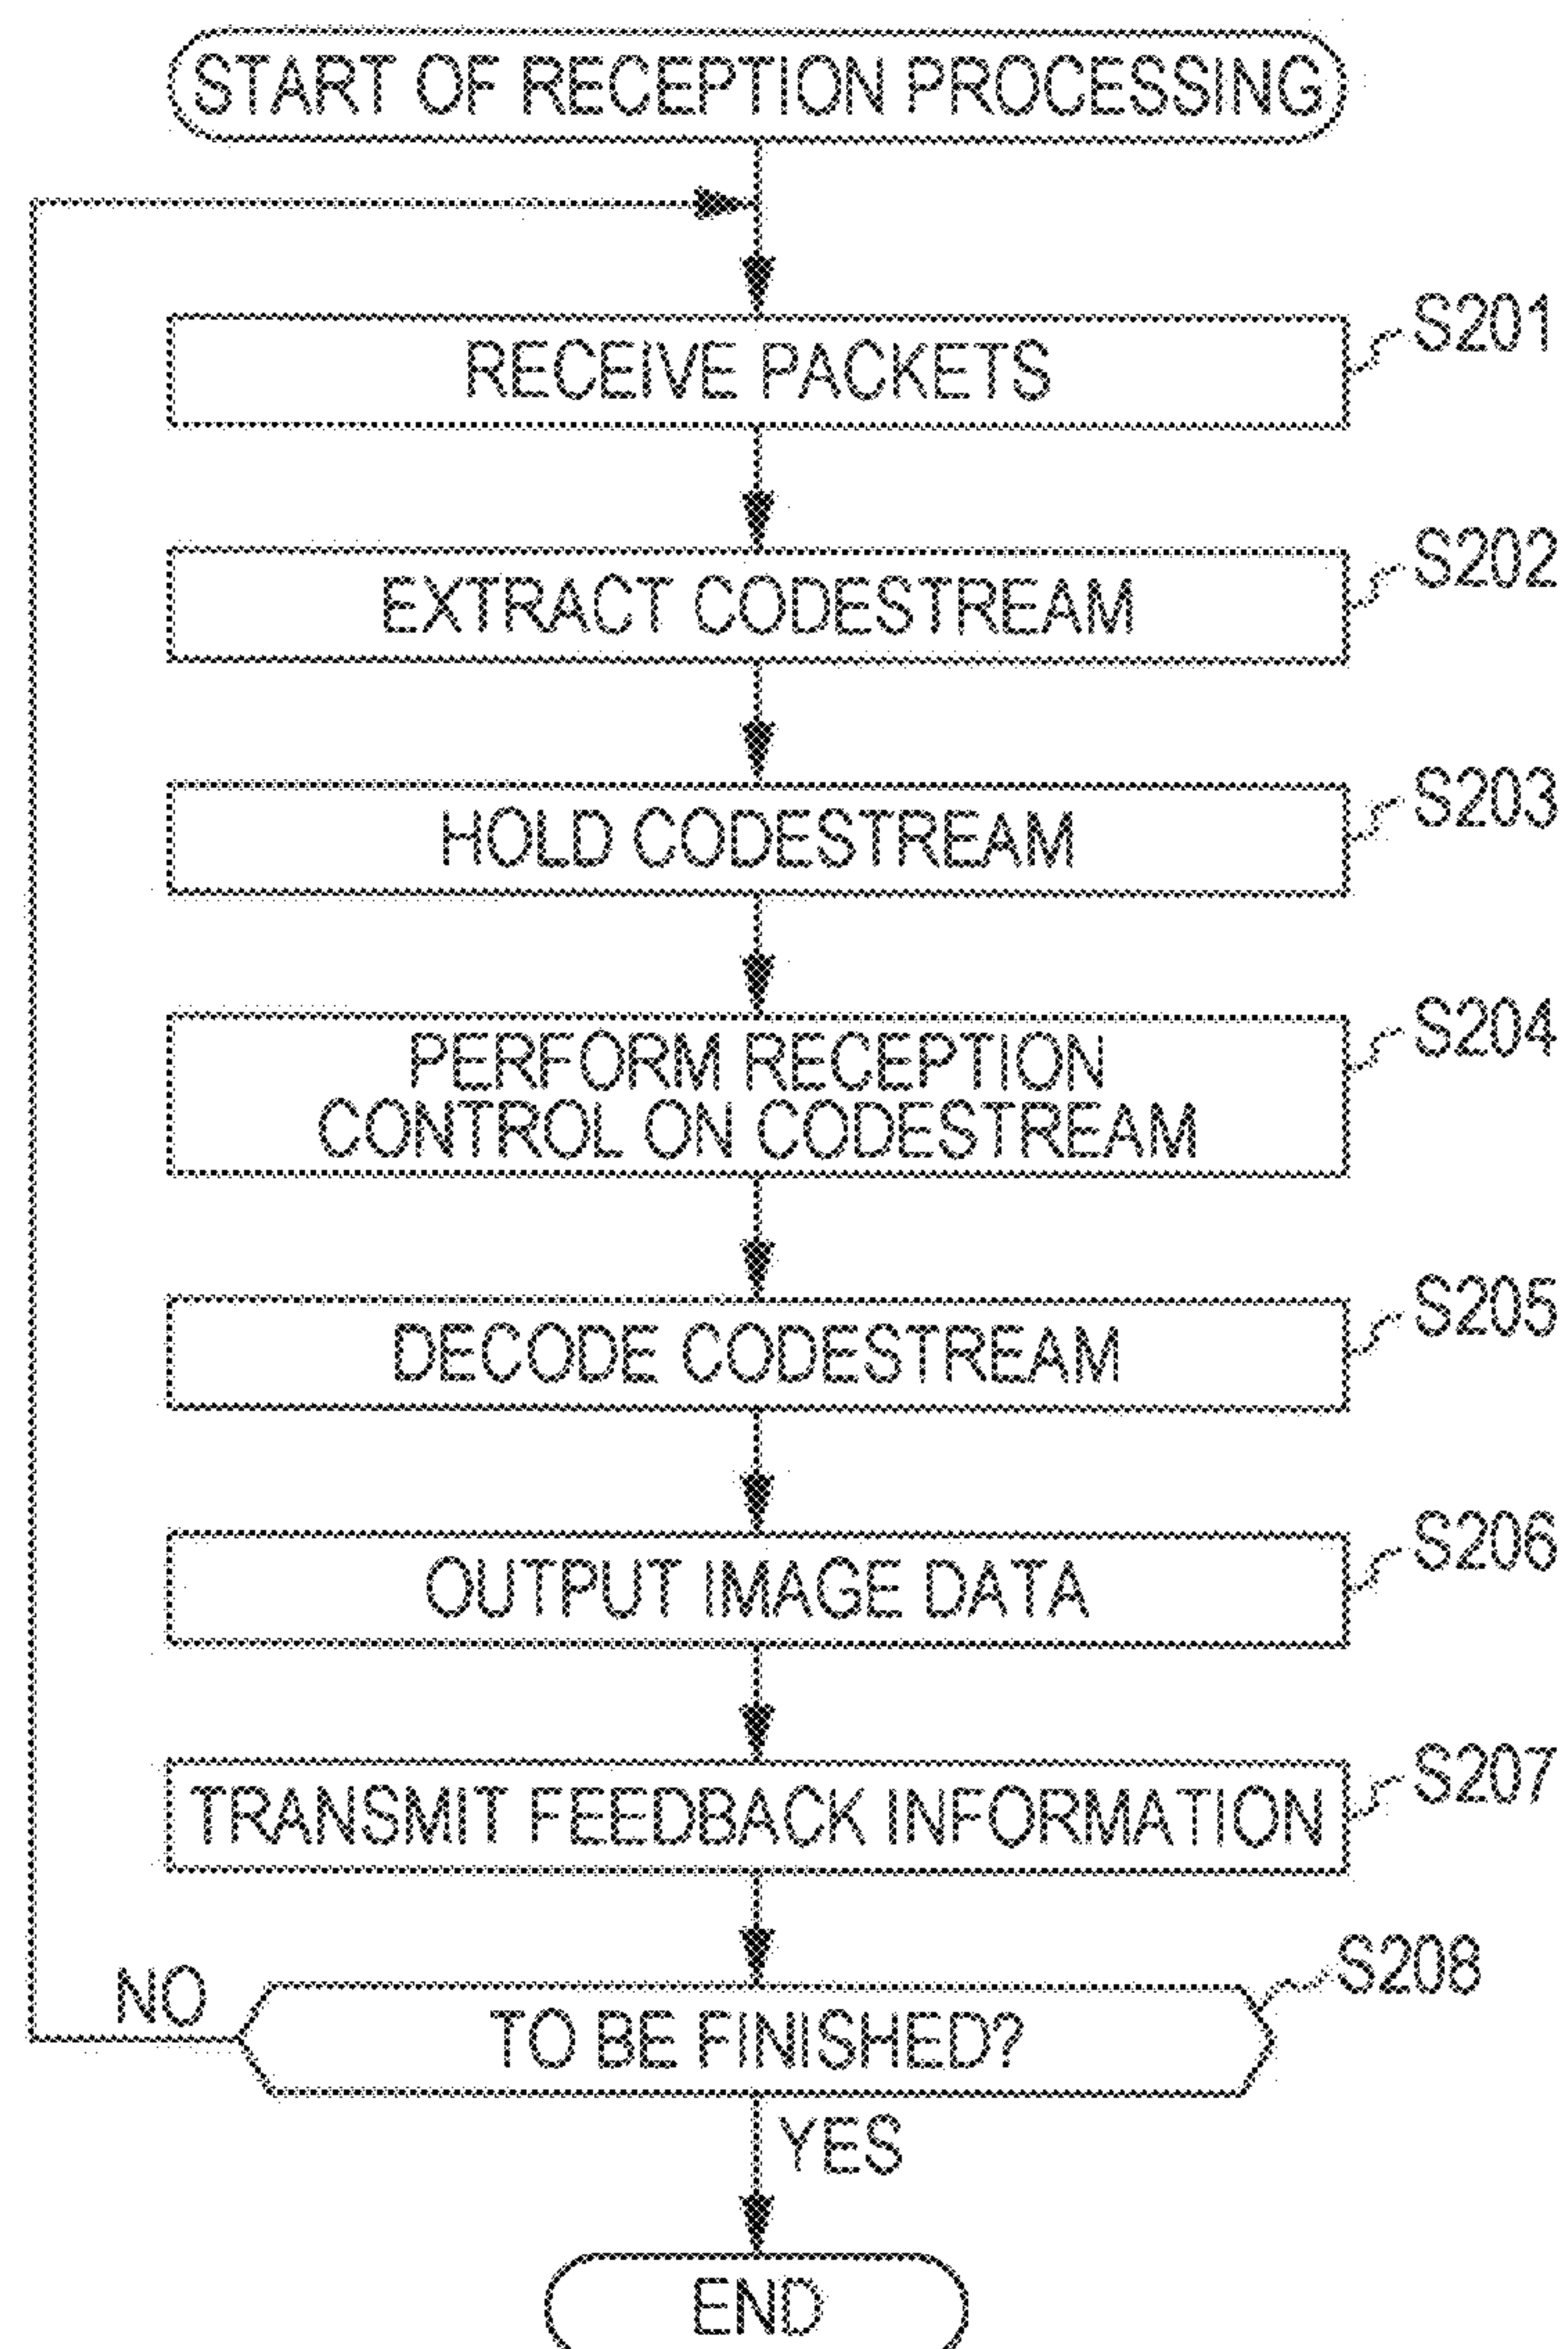 START OF RECEPTION PROCESSING
RECEIVE PACKETS
S201
EXTRACT CODESTREAM
S202
HOLD CODESTREAM
S203
PERFORM RECEPTION
CONTROL ON CODESTREAM
S204
DECODE CODESTREAM
S205
OUTPUT IMAGE DATA
S206
TRANSMIT FEEDBACK INFORMATION
S207
TO BE FINISHED?
S208
NO
YES
END